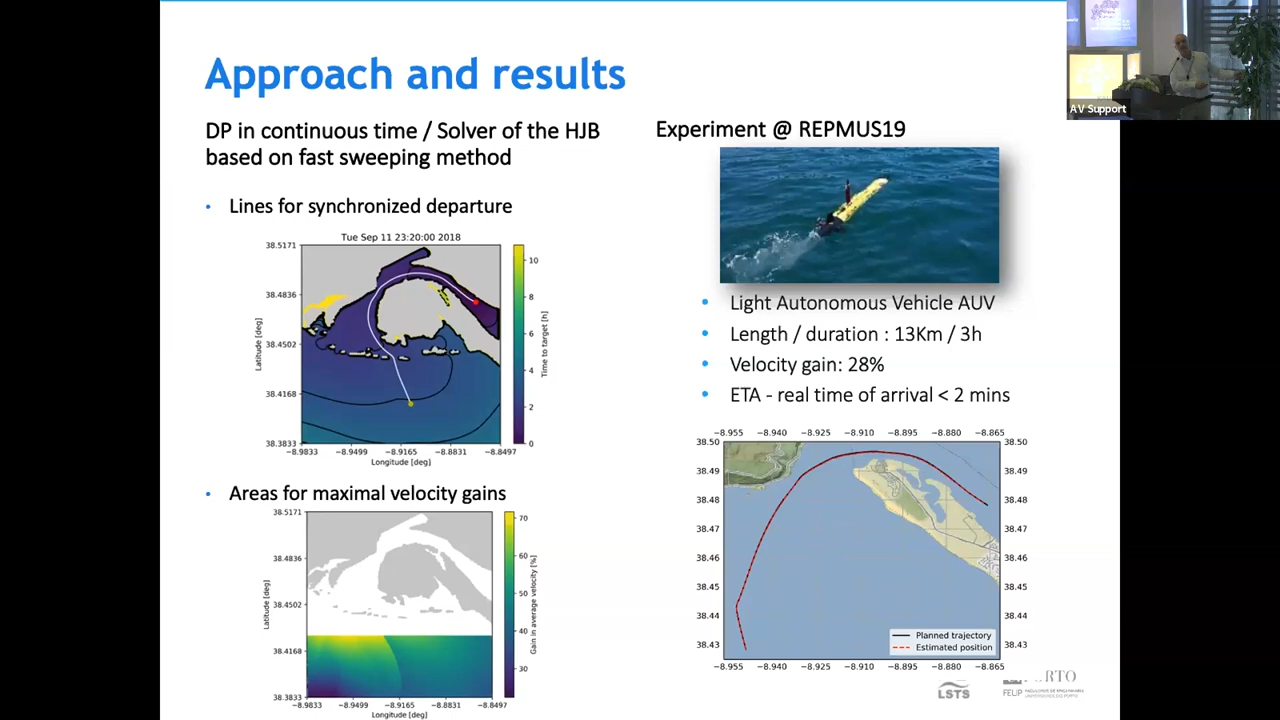 Approach and results
DP in continuous time / Solver of the HJB
based on fast sweeping method
• Lines for synchronized departure
Tue Sep 11 23:20:00 2018
38.5171
38.4836
38.4502
38.4168
38.3833
Latitude [deg]
−8.9833 −8.9499 −8.9165 −8.8831 −8.8497
Longitude [deg]
10
8
6
4
2
0
Time to target [h]
• Areas for maximal velocity gains
38.5171
38.4836
38.4502
38.4168
38.3833
Latitude [deg]
−8.9833 −8.9499 −8.9165 −8.8831 −8.8497
Longitude [deg]
70
60
50
40
30
Gain in average velocity [%]
Experiment @ REPMUS19
• Light Autonomous Vehicle AUV
• Length / duration : 13Km / 3h
• Velocity gain: 28%
• ETA - real time of arrival < 2 mins
−8.955 −8.940 −8.925 −8.910 −8.895 −8.880 −8.865
38.50 38.50
38.49 38.49
38.48 38.48
38.47 38.47
38.46 38.46
38.45 38.45
38.44 38.44
38.43 38.43
Planned trajectory
Estimated position
−8.955 −8.940 −8.925 −8.910 −8.895 −8.880 −8.865
LSTS
FEUP
AV Support